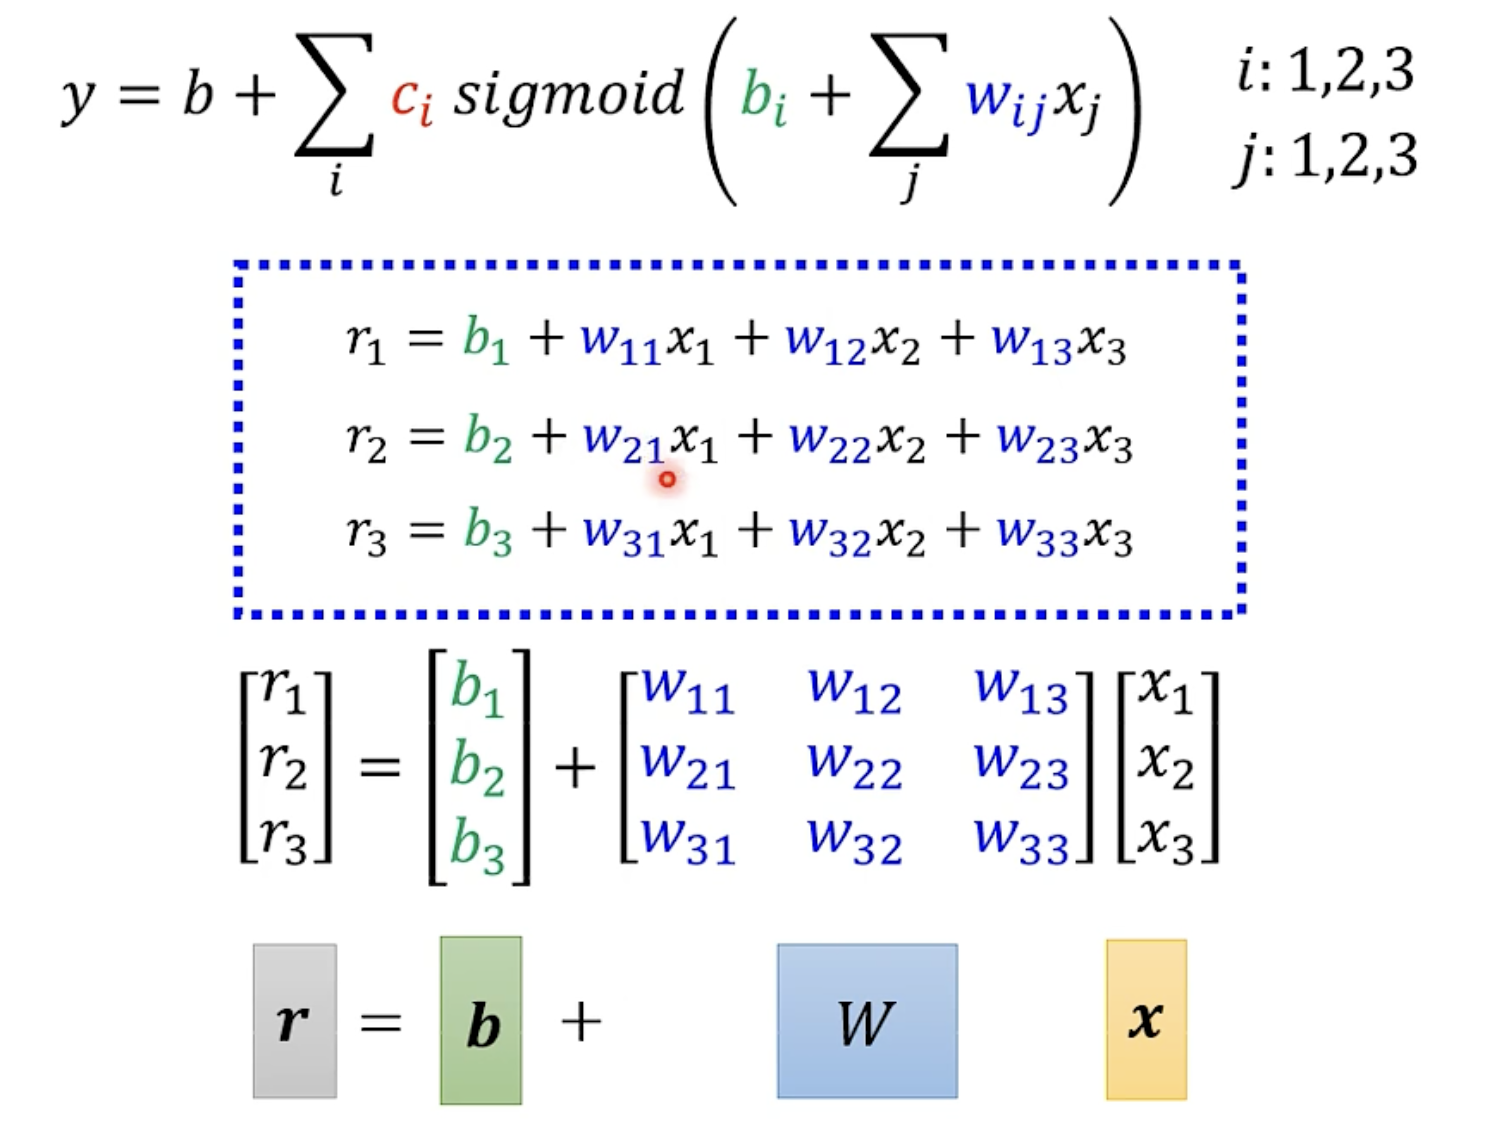 y = b + ∑_i c_i sigmoid ( b_i + ∑_j w_ij x_j )
i: 1,2,3
j: 1,2,3
r_1 = b_1 + w_11 x_1 + w_12 x_2 + w_13 x_3
r_2 = b_2 + w_21 x_1 + w_22 x_2 + w_23 x_3
r_3 = b_3 + w_31 x_1 + w_32 x_2 + w_33 x_3
[r_1 r_2 r_3] = [b_1 b_2 b_3] + [w_11 w_12 w_13 w_21 w_22 w_23 w_31 w_32 w_33] [x_1 x_2 x_3]
r = b + W x